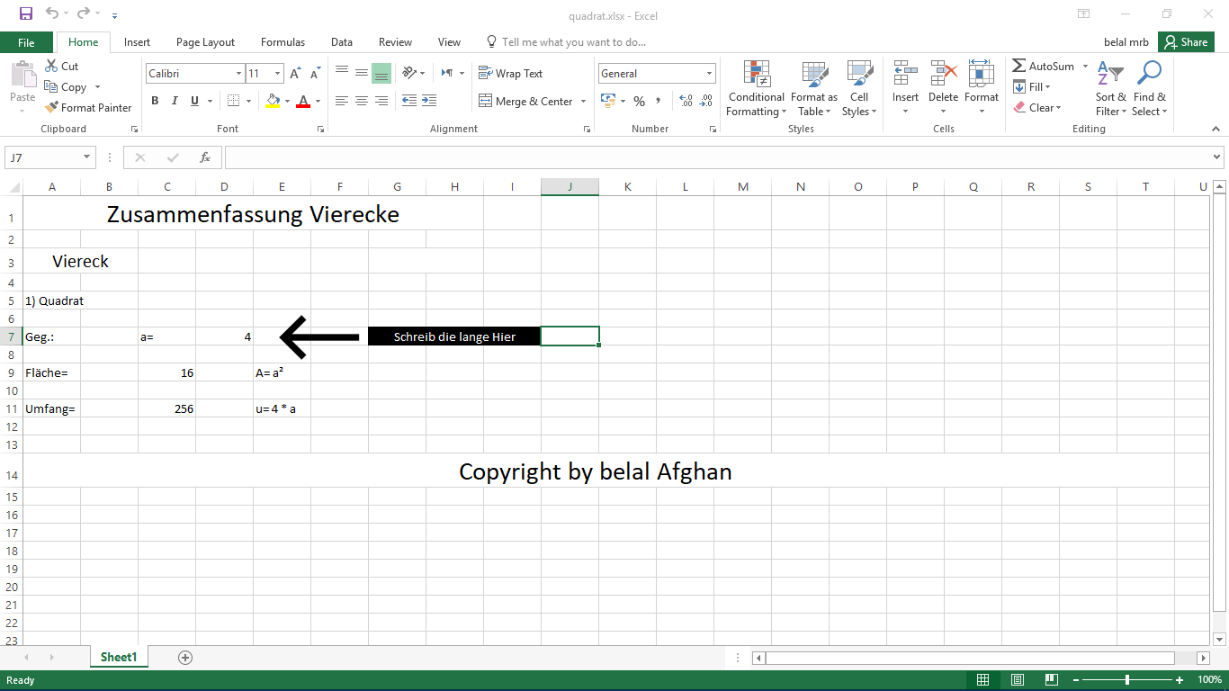 quadrat.xlsx - Excel
File Home Insert Page Layout Formulas Data Review View Tell me what you want to do... belal mrb Share
Paste
Cut
Copy
Format Painter
Clipboard
Calibri 11
B I U
Font
Wrap Text
Merge & Center
Alignment
General
%
Number
Conditional Formatting
Format as Table
Cell Styles
Styles
Insert Delete Format
Cells
AutoSum
Fill
Clear
Sort & Filter
Find & Select
Editing
J7 fx
A B C D E F G H I J K L M N O P Q R S T U
1 Zusammenfassung Vierecke
2
3 Viereck
4
5 1) Quadrat
6
7 Geg.: a= 4 Schreib die lange Hier
8
9 Fläche= 16 A= a²
10
11 Umfang= 256 u= 4 * a
12
13
14 Copyright by belal Afghan
15
16
17
18
19
20
21
22
23
Sheet1
Ready 100%